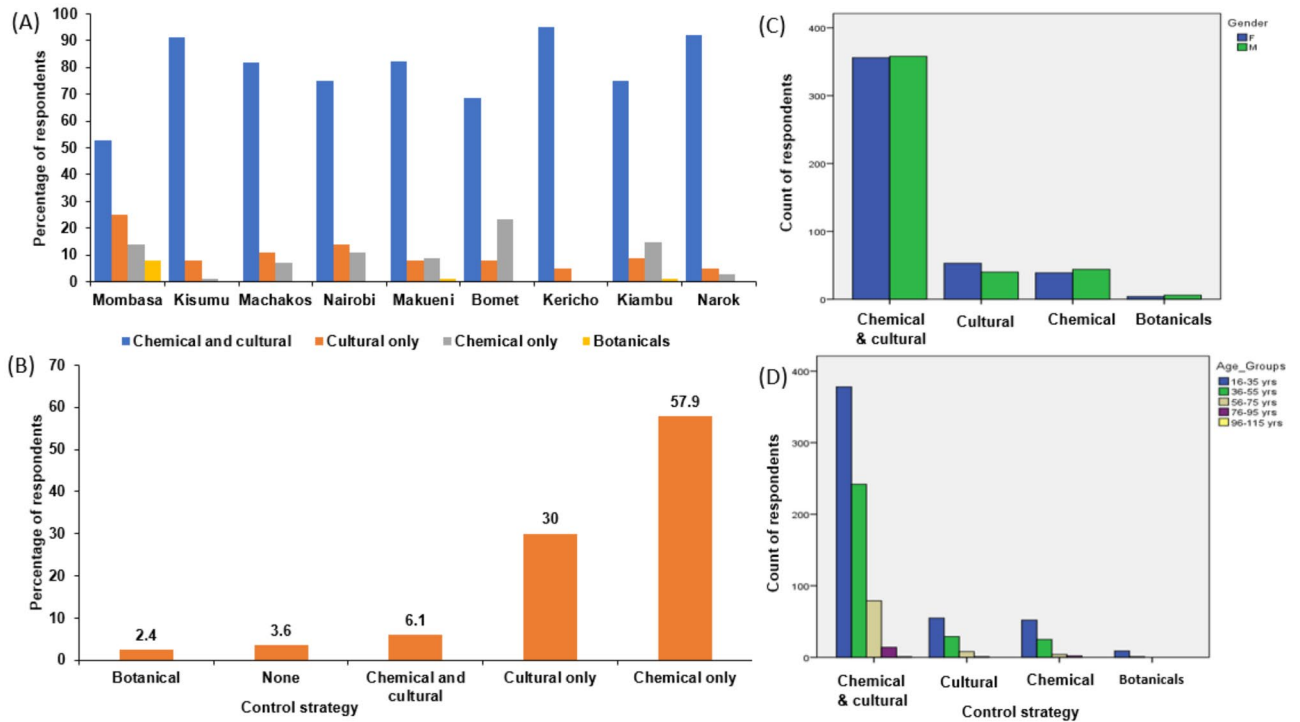 (A)
Percentage of respondents
100
90
80
70
60
50
40
30
20
10
0
Mombasa Kisumu Machakos Nairobi Makueni Bomet Kericho Kiambu Narok
Chemical and cultural Cultural only Chemical only Botanicals
(B)
Percentage of respondents
70
60
50
40
30
20
10
0
2.4 3.6 6.1 30 57.9
Botanical None Chemical and cultural Cultural only Chemical only
Control strategy
(C)
Count of respondents
400
300
200
100
0
Gender
F
M
Chemical & cultural Cultural Chemical Botanicals
(D)
Count of respondents
400
300
200
100
0
Age_Groups
16-35 yrs
36-55 yrs
56-75 yrs
76-95 yrs
96-115 yrs
Chemical & cultural Cultural Chemical Botanicals
Control strategy